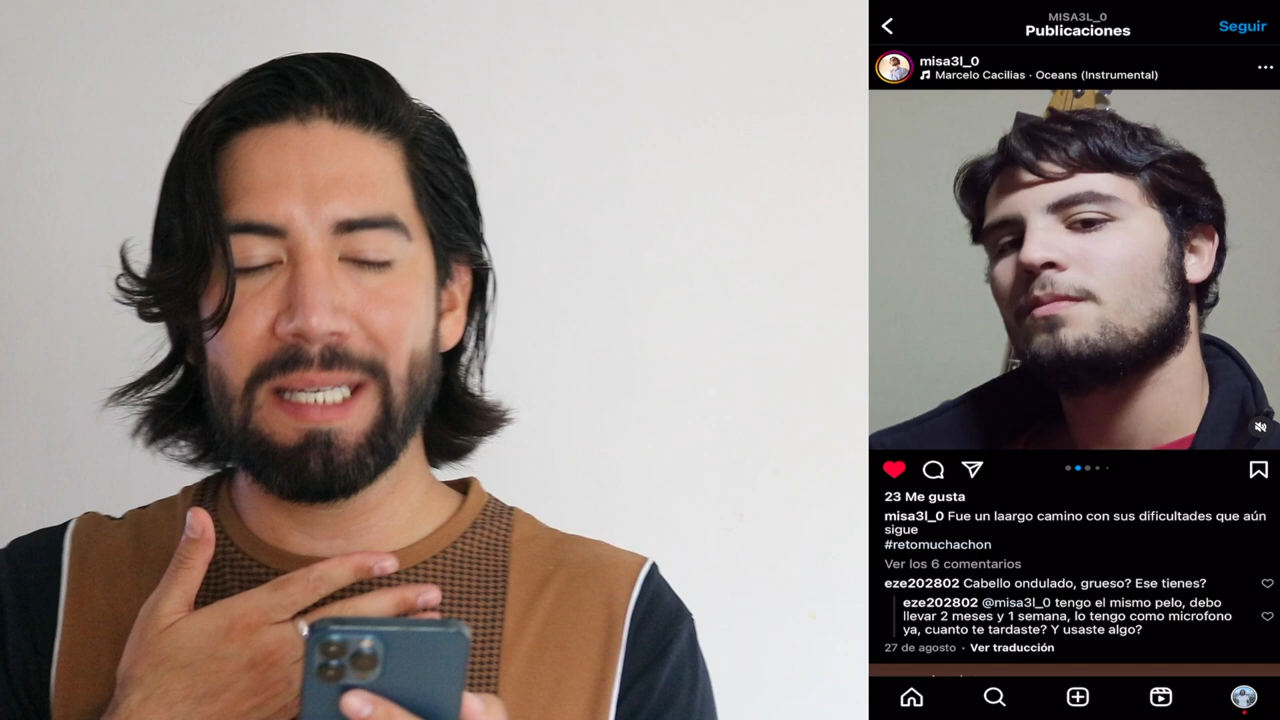 MISA3L_0
Publicaciones
Seguir
misa3l_0
Marcelo Cacilias · Oceans (Instrumental)
23 Me gusta
misa3l_0 Fue un laargo camino con sus dificultades que aún
sigue
#retomuchachon
Ver los 6 comentarios
eze202802 Cabello ondulado, grueso? Ese tienes?
eze202802 @misa3l_0 tengo el mismo pelo, debo
llevar 2 meses y 1 semana, lo tengo como microfono
ya, cuanto te tardaste? Y usaste algo?
27 de agosto · Ver traducción